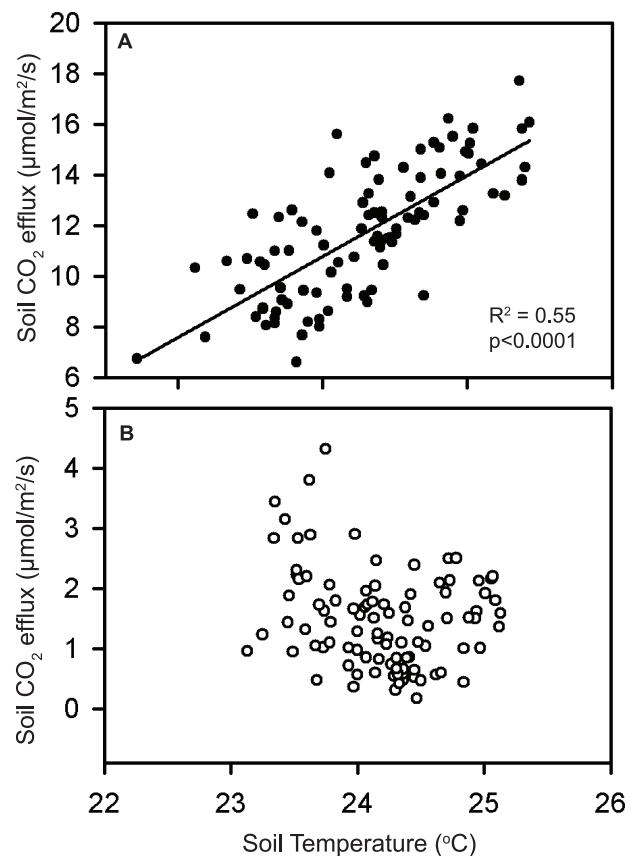 A
20
18
16
14
12
10
8
6
Soil CO2 efflux (µmol/m²/s)
R² = 0.55
p<0.0001
B
5
4
3
2
1
0
Soil CO2 efflux (µmol/m²/s)
22 23 24 25 26
Soil Temperature (°C)